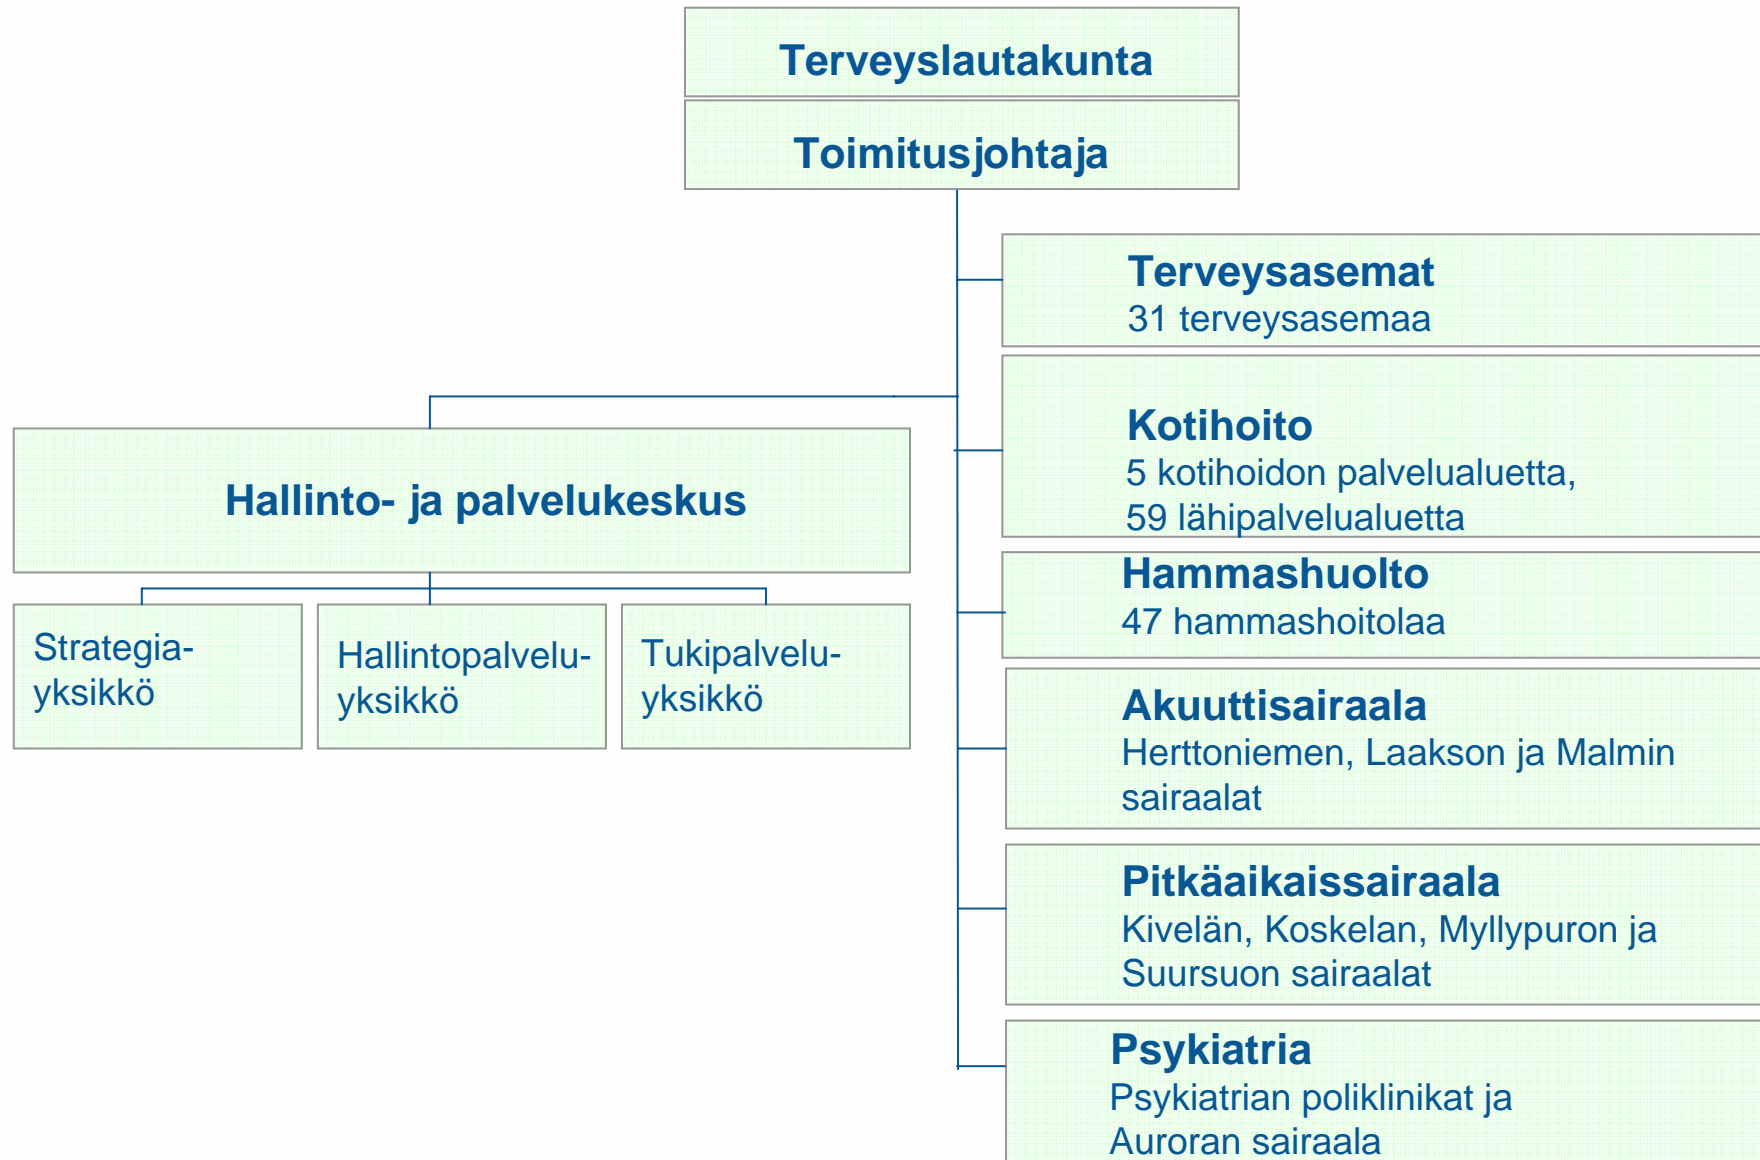 Terveyslautakunta
Toimitusjohtaja
Terveysasemat
31 terveysasemaa
Kotihoito
5 kotihoidon palvelualuetta,
59 lähipalvelualuetta
Hallinto- ja palvelukeskus
Strategia-
yksikkö
Hallintopalvelu-
yksikkö
Tukipalvelu-
yksikkö
Hammashuolto
47 hammashoitolaa
Akuuttisairaala
Herttoniemen, Laakson ja Malmin
sairaalat
Pitkäaikaissairaala
Kivelän, Koskelan, Myllypuron ja
Suursuon sairaalat
Psykiatria
Psykiatrian poliklinikat ja
Auroran sairaala